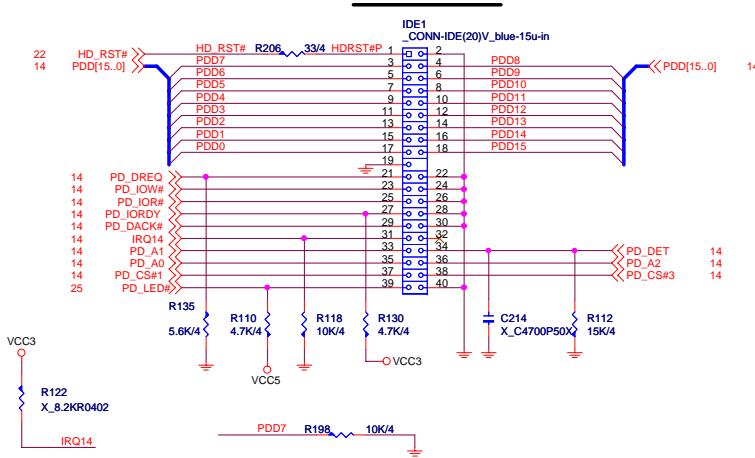 IDE1
_CONN-IDE(20)V_blue-15u-in
22 HD_RST# HD_RST# R206 33/4 HDRST#P 1 2
14 PDD[15..0] PDD7 3 4 PDD8 PDD[15..0] 14
PDD6 5 6 PDD9
PDD5 7 8 PDD10
PDD4 9 10 PDD11
PDD3 11 12 PDD12
PDD2 13 14 PDD13
PDD1 15 16 PDD14
PDD0 17 18 PDD15
19
14 PD_DREQ 21 22
14 PD_IOW# 23 24
14 PD_IOR# 25 26
14 PD_IORDY 27 28
14 PD_DACK# 29 30
14 IRQ14 31 32
14 PD_A1 33 34 PD_DET 14
14 PD_A0 35 36 PD_A2 14
14 PD_CS#1 37 38 PD_CS#3 14
25 PD_LED# 39 40
R135 R110 R118 R130 C214 R112
5.6K/4 4.7K/4 10K/4 4.7K/4 X_C4700P50X 15K/4
VCC3
VCC3
VCC5
R122
X_8.2KR0402
PDD7 R198 10K/4
IRQ14